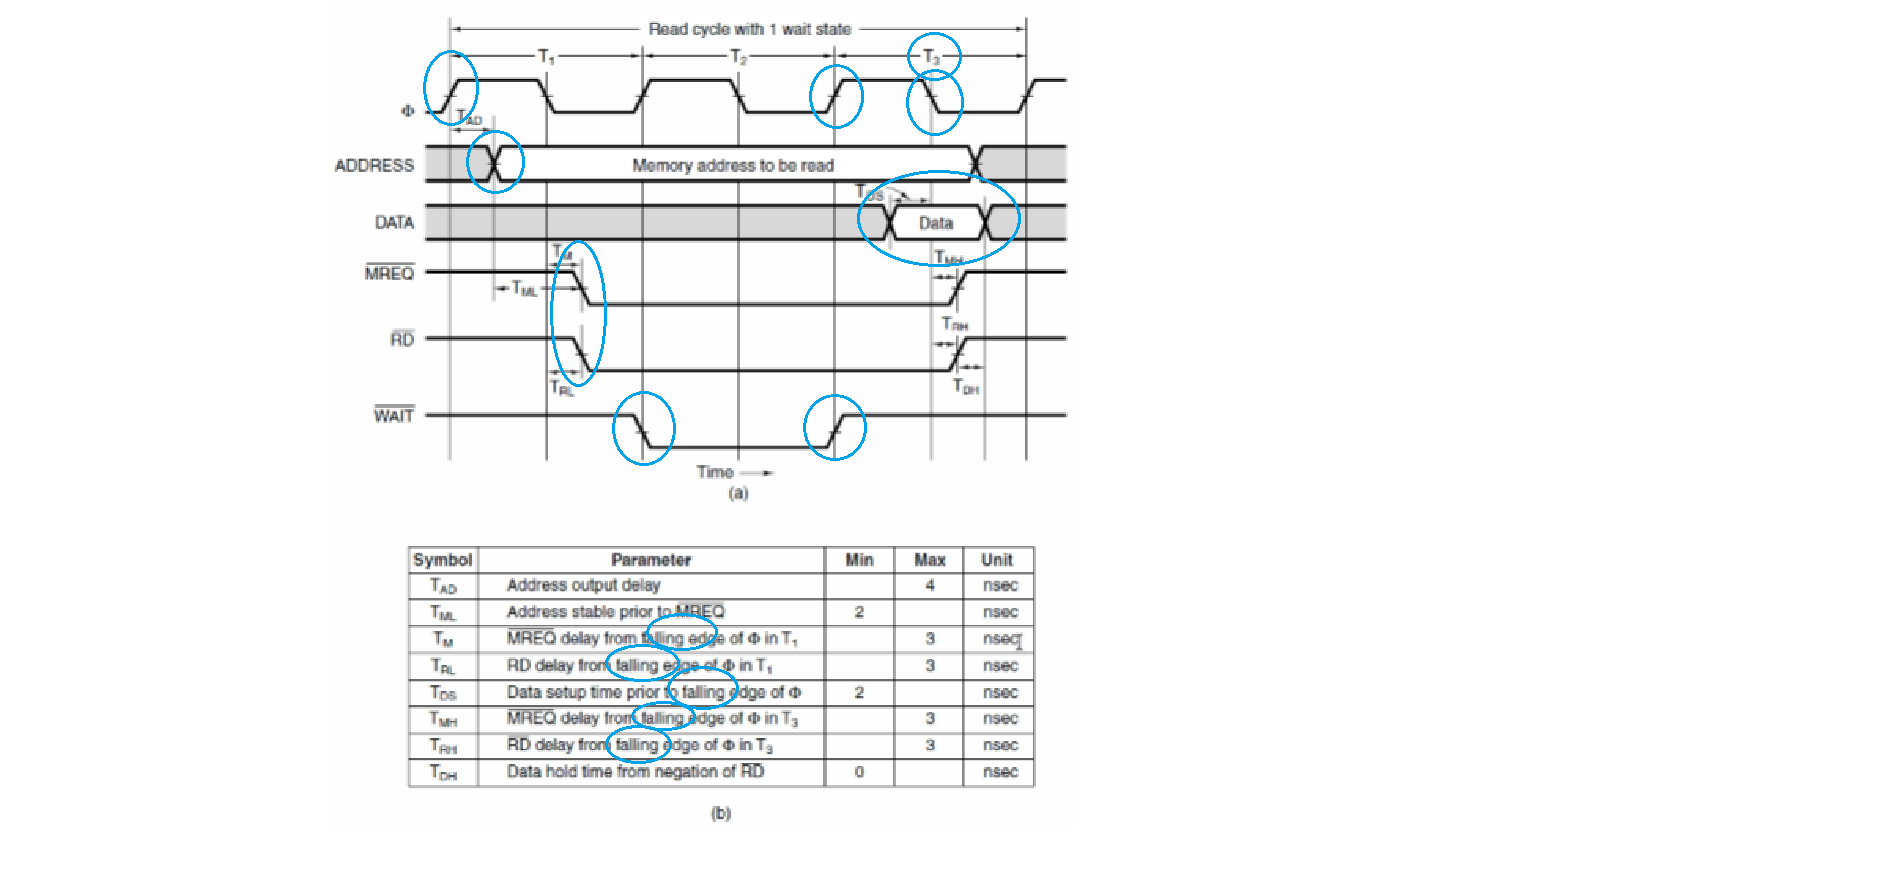 Read cycle with 1 wait state
T1 T2 T3
Φ
TAD
ADDRESS Memory address to be read
TDS
DATA Data
TM TMH
MREQ
TML
TRH
RD
TRL TDH
WAIT
Time
(a)
Symbol Parameter Min Max Unit
TAD Address output delay 4 nsec
TML Address stable prior to MREQ 2 nsec
TM MREQ delay from falling edge of Φ in T1 3 nsec
TRL RD delay from falling edge of Φ in T1 3 nsec
TDS Data setup time prior to falling edge of Φ 2 nsec
TMH MREQ delay from falling edge of Φ in T3 3 nsec
TRH RD delay from falling edge of Φ in T3 3 nsec
TDH Data hold time from negation of RD 0 nsec
(b)